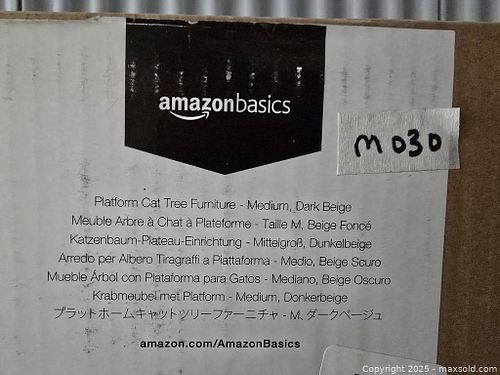 amazonbasics
M030
Platform Cat Tree Furniture - Medium, Dark Beige
Meuble Arbre à Chat à Plateforme - Taille M, Beige Foncé
Katzenbaum-Plateau-Einrichtung - Mittelgroß, Dunkelbeige
Arredo per Albero Tiragraffi a Piattaforma - Medio, Beige Scuro
Mueble Árbol con Plataforma para Gatos - Mediano, Beige Oscuro
Krabmeubel met Platform - Medium, Donkerbeige
プラットホームキャットツリーファーニチャ - M, ダークベージュ
amazon.com/AmazonBasics
Copyright 2025 - maxsold.com